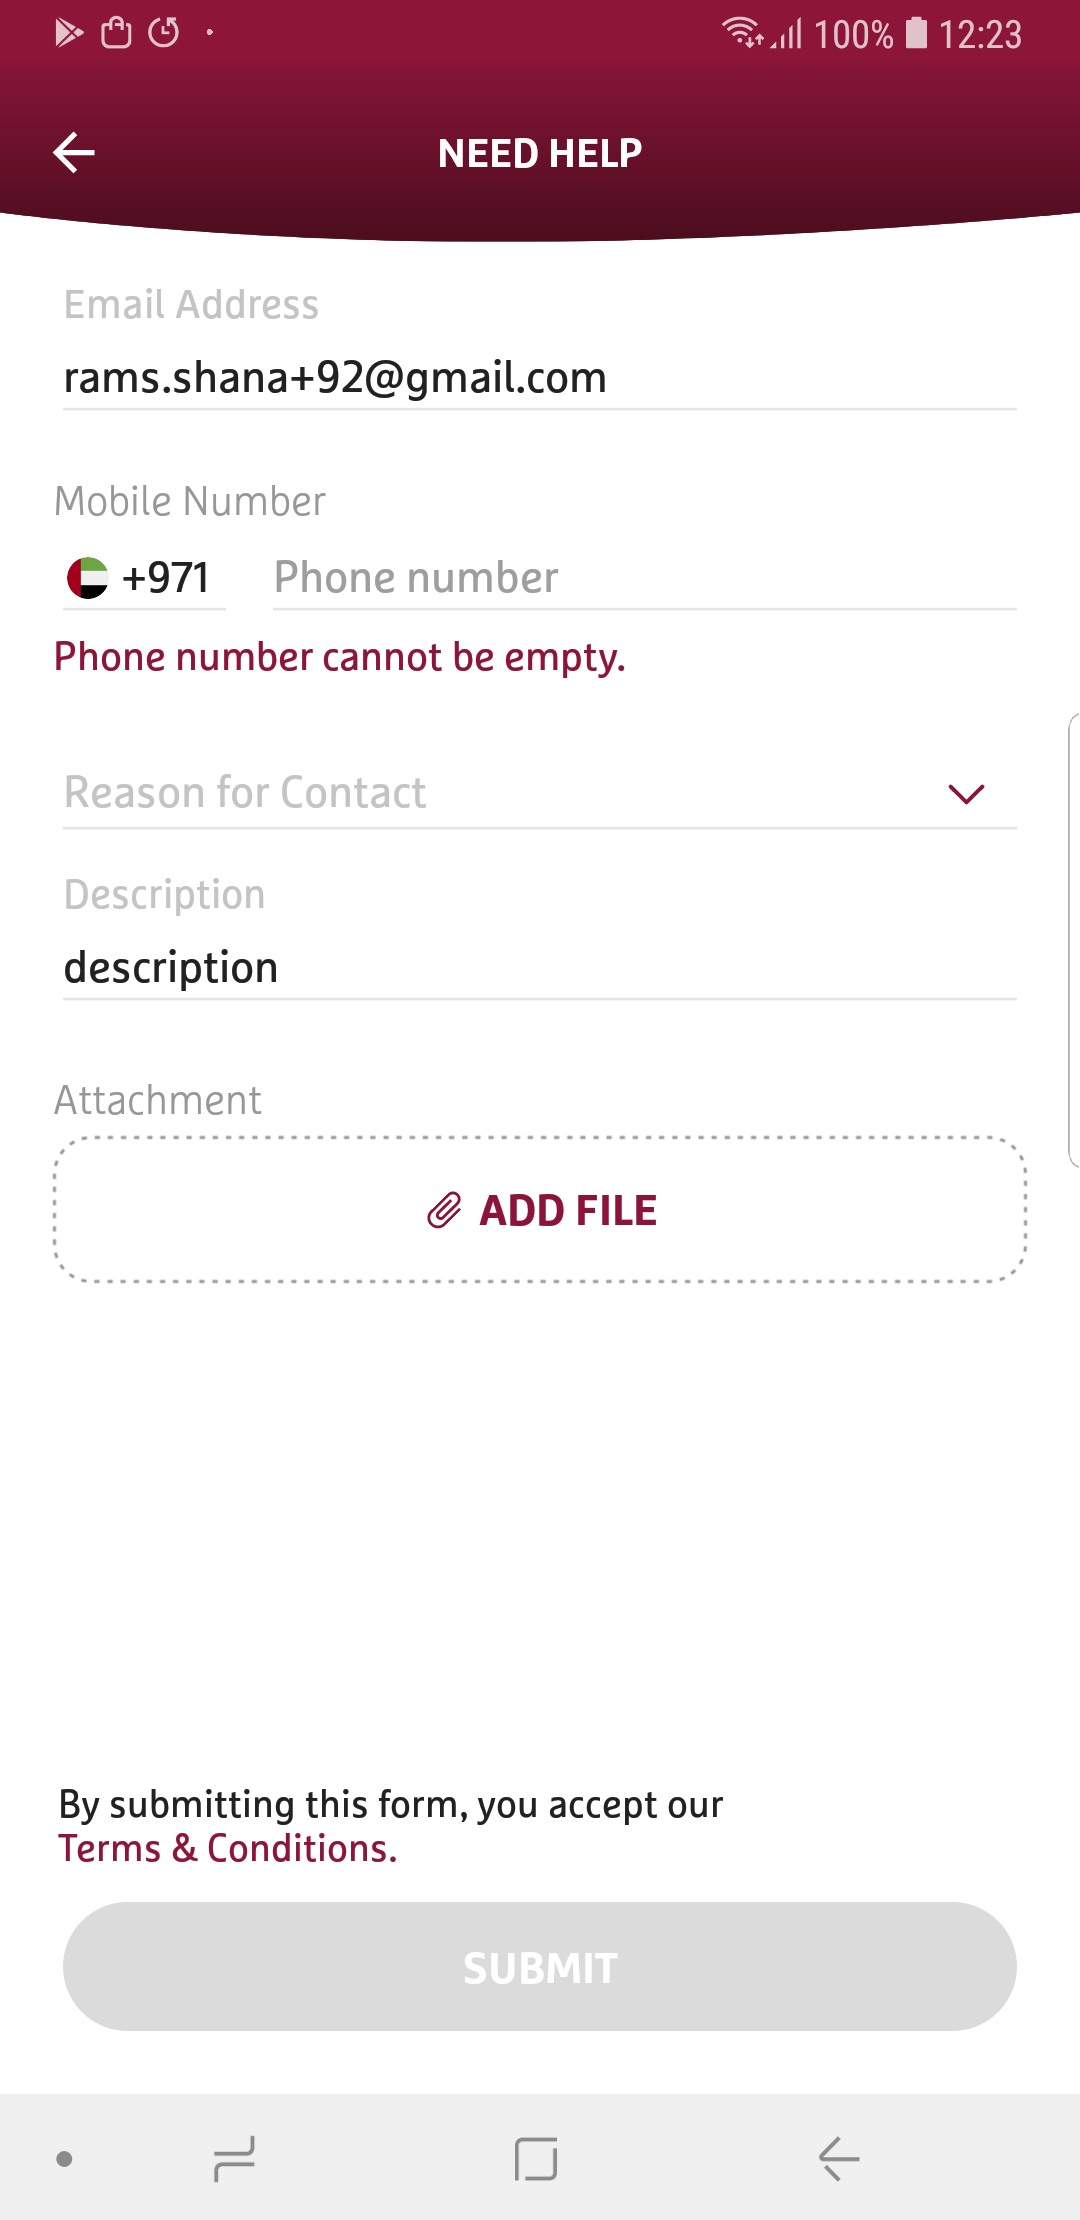 100% 12:23
NEED HELP
Email Address
rams.shana+92@gmail.com
Mobile Number
+971 Phone number
Phone number cannot be empty.
Reason for Contact
Description
description
Attachment
ADD FILE
By submitting this form, you accept our
Terms & Conditions.
SUBMIT